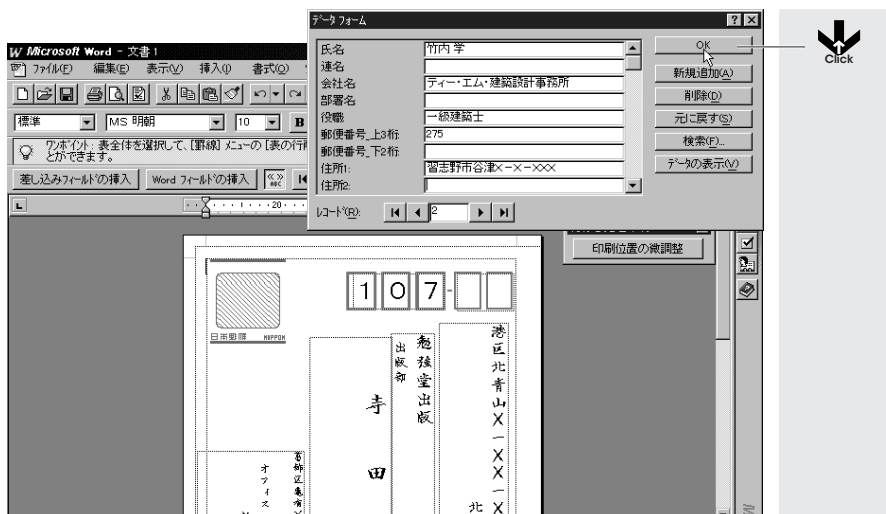 データ フォーム
氏名 竹内 学
連名
会社名 ティー・エム・建築設計事務所
部署名
役職 一級建築士
郵便番号_上3桁 275
郵便番号_下2桁
住所1: 習志野市谷津×-×-×××
住所2:
レコード(R): 2
OK
新規追加(A)
削除(D)
元に戻す(S)
検索(F)...
データの表示(V)
Click
Microsoft Word - 文書1
ファイル(F) 編集(E) 表示(V) 挿入(I) 書式(O)
標準 MS 明朝 10 B
ワンポイント: 表全体を選択して、[罫線] メニューの [表の行
とができます。
差し込みフィールドの挿入 Word フィールドの挿入 ABC
20
印刷位置の微調整
107-
日本郵便 NIPPON
港区北青山X-XX-
北X
勉強堂出版
出版部
寺田
オフィス